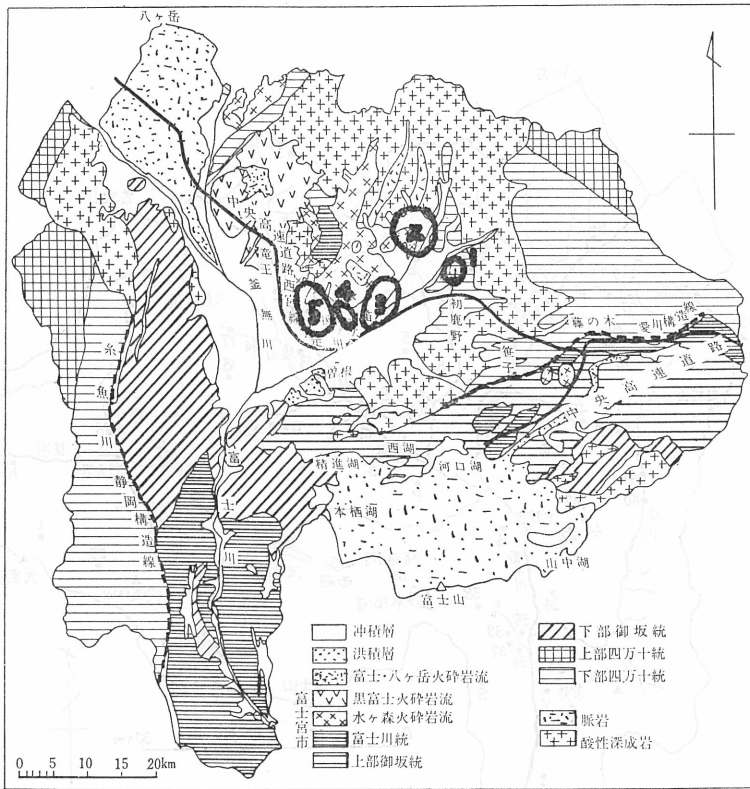 八ヶ岳
中央高速道路西宮線
竜王
釜無川
初鹿野
笹子
藤の木
愛川構造線
中央高速道路
曽根
糸魚川静岡構造線
富士川
西湖
精進湖
河口湖
本栖湖
山中湖
富士山
富士宮市
冲積層
洪積層
富士・八ヶ岳火砕岩流
黒富士火砕岩流
水ヶ森火砕岩流
富士川統
上部御坂統
下部御坂統
上部四万十統
下部四万十統
脈岩
酸性深成岩
0 5 10 15 20km